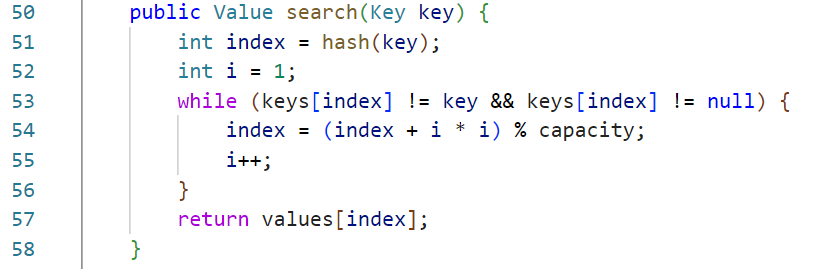 50 public Value search(Key key) {
51 int index = hash(key);
52 int i = 1;
53 while (keys[index] != key && keys[index] != null) {
54 index = (index + i * i) % capacity;
55 i++;
56 }
57 return values[index];
58 }